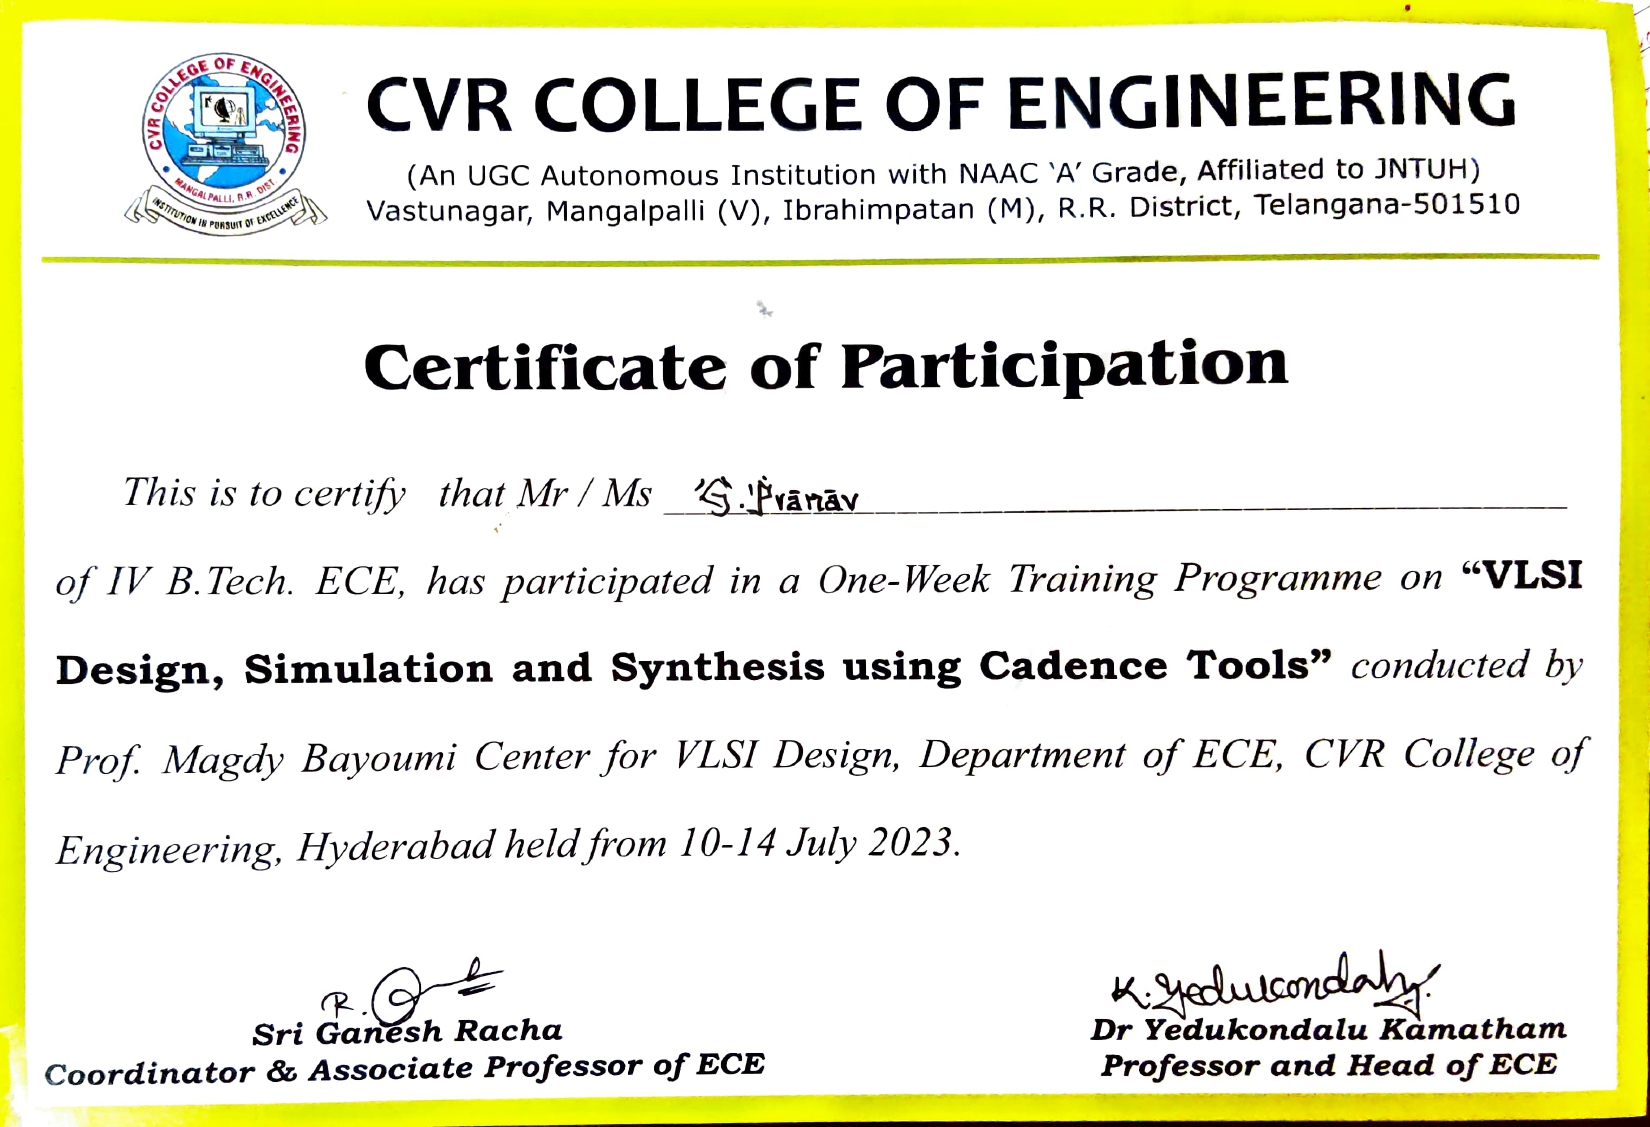 CVR COLLEGE OF ENGINEERING
MANGALPALLI, R.R. DIST.
INSTITUTION IN PURSUIT OF EXCELLENCE
CVR COLLEGE OF ENGINEERING
(An UGC Autonomous Institution with NAAC ‘A’ Grade, Affiliated to JNTUH)
Vastunagar, Mangalpalli (V), Ibrahimpatan (M), R.R. District, Telangana-501510
Certificate of Participation
This is to certify that Mr / Ms G. Pranav
of IV B.Tech. ECE, has participated in a One-Week Training Programme on “VLSI
Design, Simulation and Synthesis using Cadence Tools” conducted by
Prof. Magdy Bayoumi Center for VLSI Design, Department of ECE, CVR College of
Engineering, Hyderabad held from 10-14 July 2023.
R.
Sri Ganesh Racha
Coordinator & Associate Professor of ECE
K. Yedukondalu
Dr Yedukondalu Kamatham
Professor and Head of ECE